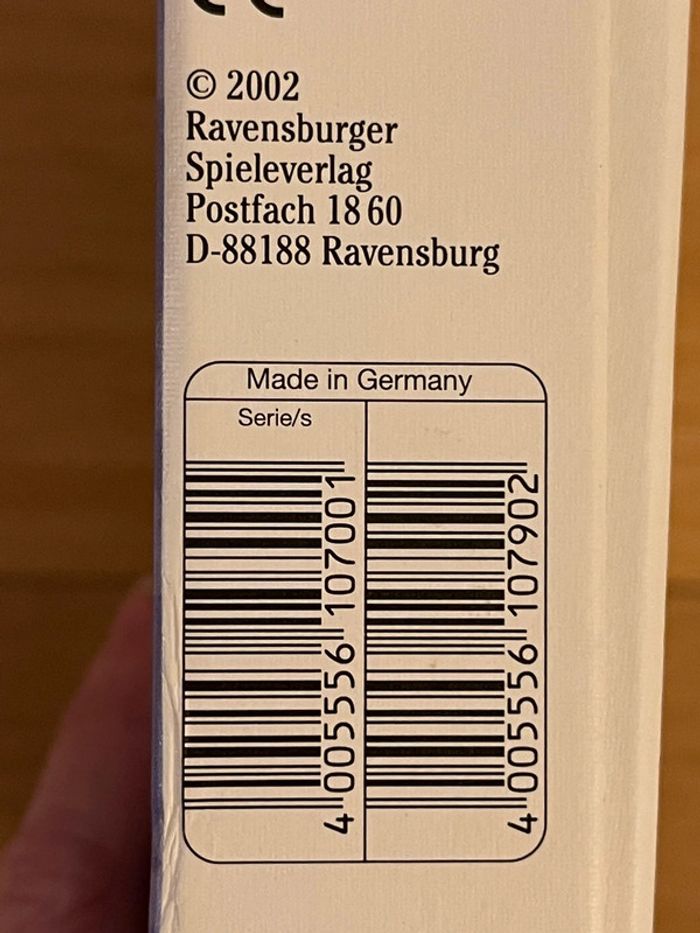 © 2002
Ravensburger
Spieleverlag
Postfach 18 60
D-88188 Ravensburg
Made in Germany
Serie/s
4 005556 107001
4 005556 107902